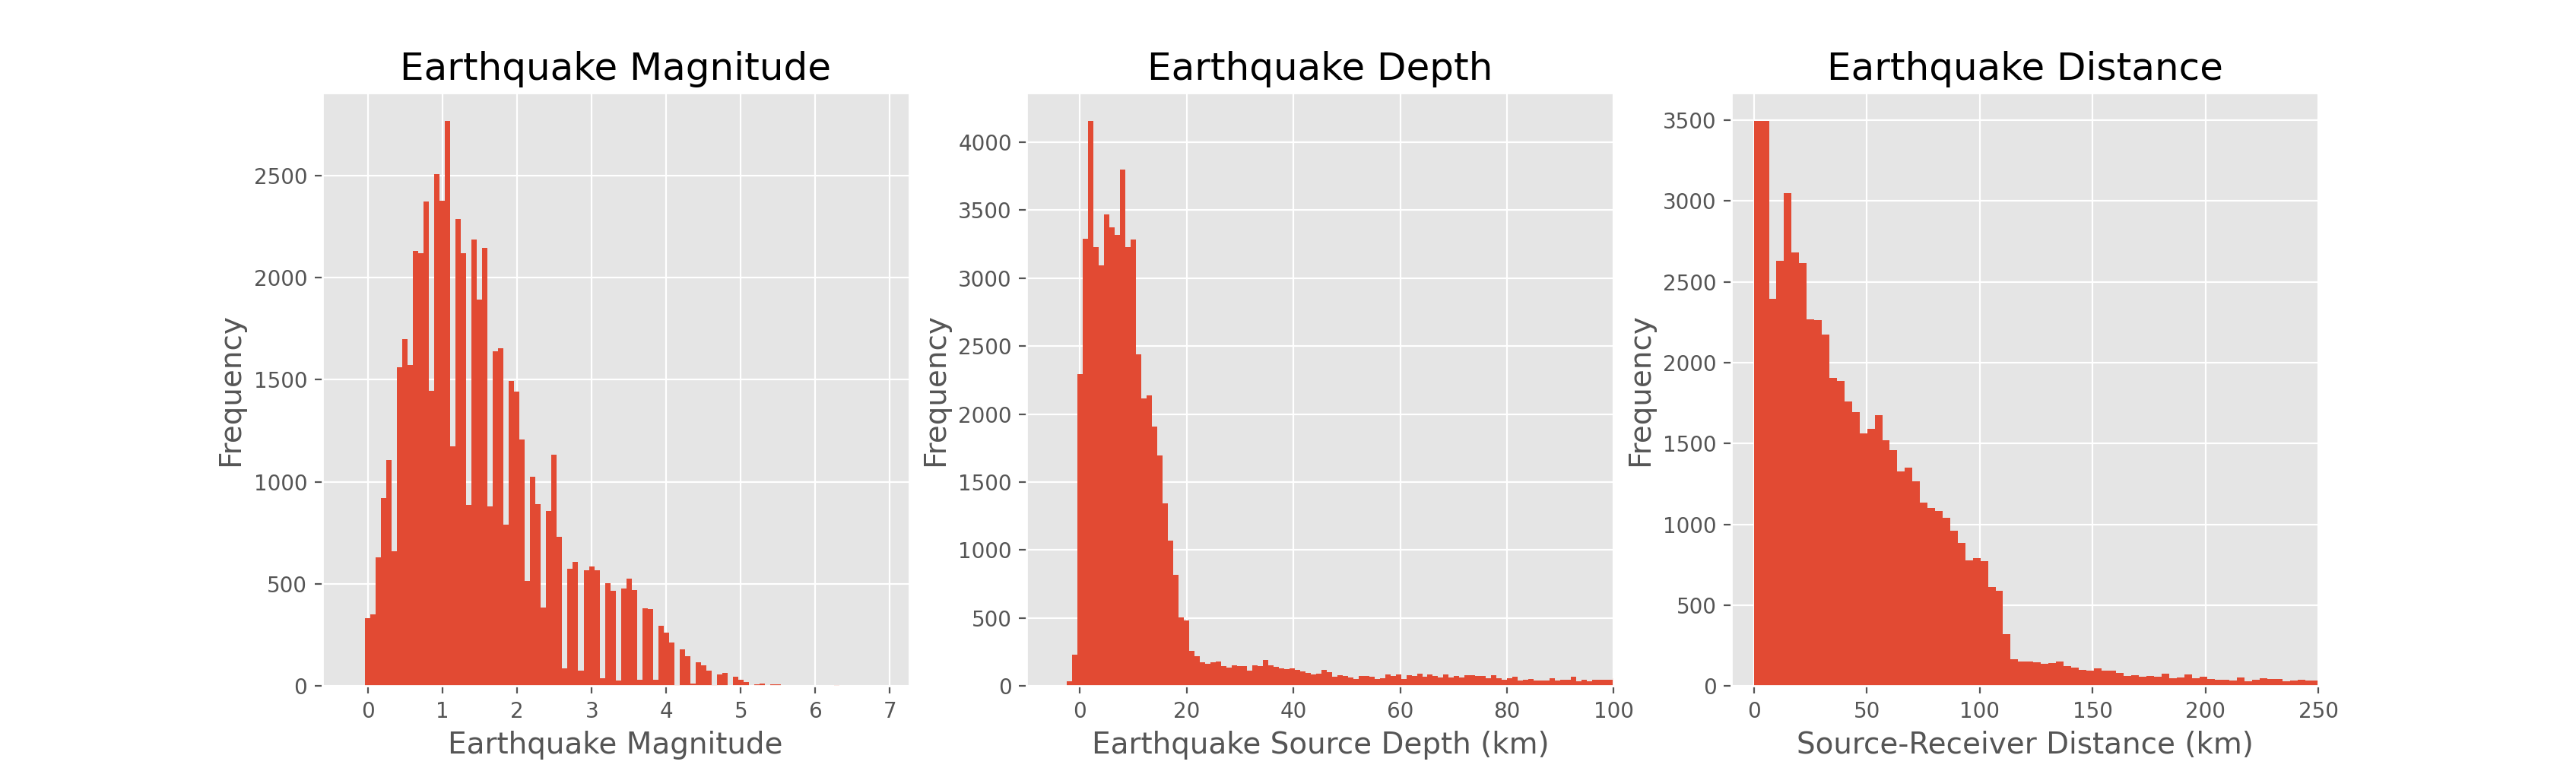 Earthquake Magnitude
Frequency
2500
2000
1500
1000
500
0
0 1 2 3 4 5 6 7
Earthquake Magnitude
Earthquake Depth
Frequency
4000
3500
3000
2500
2000
1500
1000
500
0
0 20 40 60 80 100
Earthquake Source Depth (km)
Earthquake Distance
Frequency
3500
3000
2500
2000
1500
1000
500
0
0 50 100 150 200 250
Source-Receiver Distance (km)